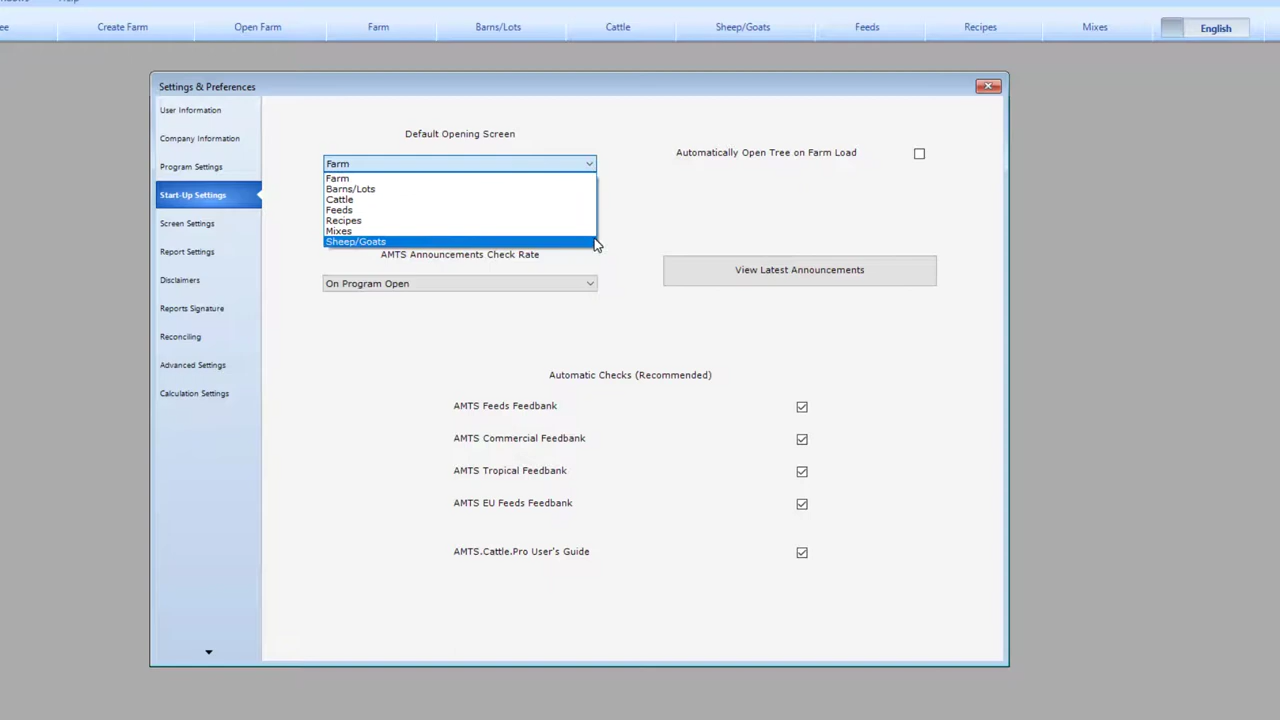 Help
Create Farm Open Farm Farm Barns/Lots Cattle Sheep/Goats Feeds Recipes Mixes English
Settings & Preferences
User Information
Company Information
Program Settings
Start-Up Settings
Screen Settings
Report Settings
Disclaimers
Reports Signature
Reconciling
Advanced Settings
Calculation Settings
Default Opening Screen
Farm
Farm
Barns/Lots
Cattle
Feeds
Recipes
Mixes
Sheep/Goats
Automatically Open Tree on Farm Load
AMTS Announcements Check Rate
On Program Open
View Latest Announcements
Automatic Checks (Recommended)
AMTS Feeds Feedbank
AMTS Commercial Feedbank
AMTS Tropical Feedbank
AMTS EU Feeds Feedbank
AMTS.Cattle.Pro User's Guide